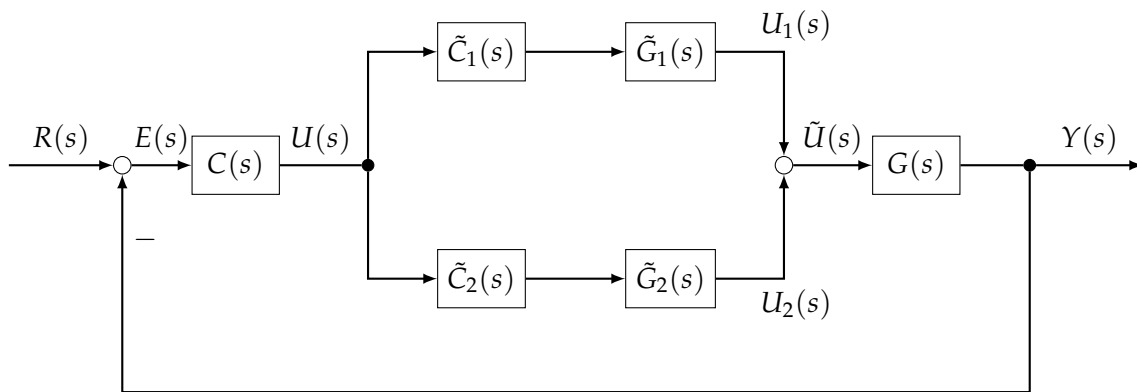 U₁(s)
C̃₁(s)
G̃₁(s)
R(s)
E(s)
C(s)
U(s)
Ũ(s)
G(s)
Y(s)
−
C̃₂(s)
G̃₂(s)
U₂(s)